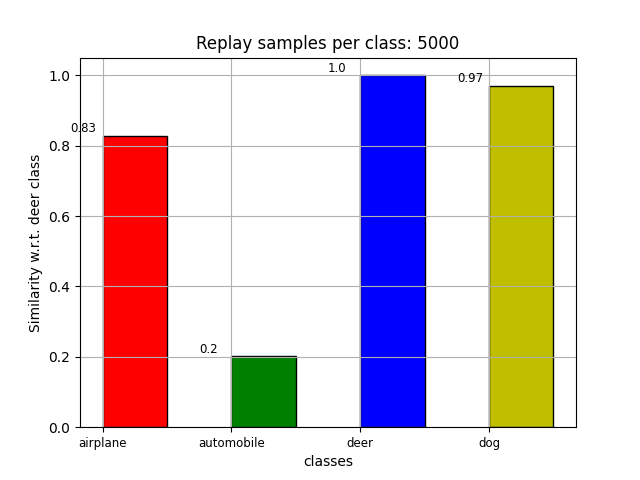 Replay samples per class: 5000
Similarity w.r.t. deer class
1.0
0.8
0.6
0.4
0.2
0.0
0.83
0.2
1.0
0.97
airplane
automobile
deer
dog
classes